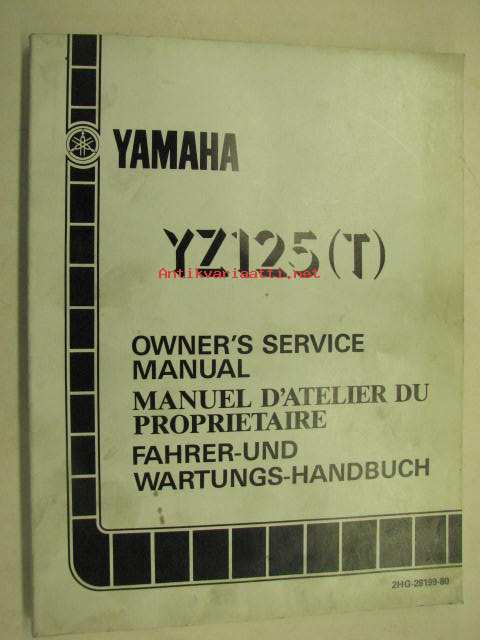 YAMAHA
YZ125(T)
Antikvariaatti.net
OWNER'S SERVICE
MANUAL
MANUEL D'ATELIER DU
PROPRIETAIRE
FAHRER-UND
WARTUNGS-HANDBUCH
2HG-28199-80